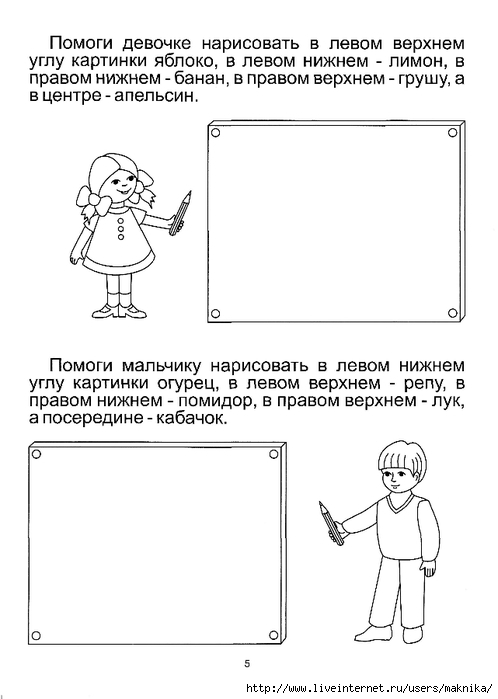 Помоги девочке нарисовать в левом верхнем
углу картинки яблоко, в левом нижнем - лимон, в
правом нижнем - банан, в правом верхнем - грушу, а
в центре - апельсин.
Помоги мальчику нарисовать в левом нижнем
углу картинки огурец, в левом верхнем - репу, в
правом нижнем - помидор, в правом верхнем - лук,
а посередине - кабачок.
5
http://www.liveinternet.ru/users/maknika/